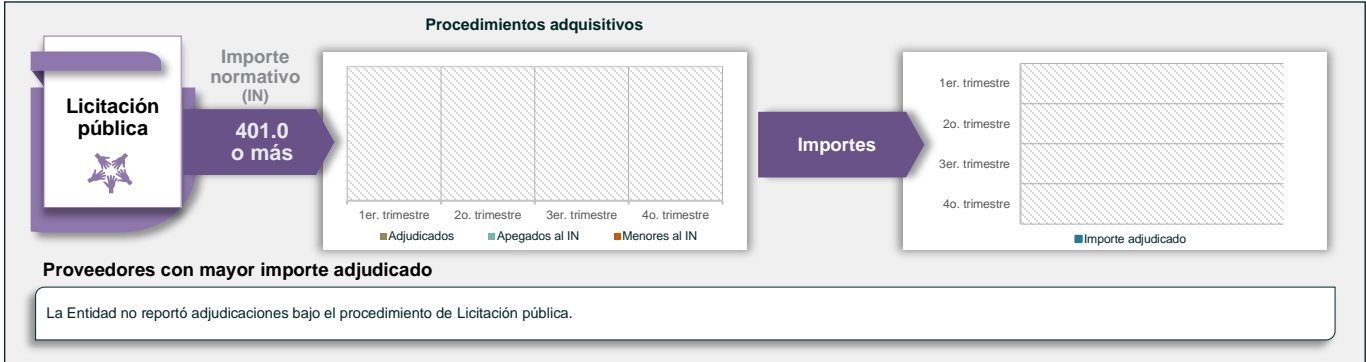 Procedimientos adquisitivos
Licitación
pública
Importe
normativo
(IN)
401.0
o más
1er. trimestre 2o. trimestre 3er. trimestre 4o. trimestre
Adjudicados Apegados al IN Menores al IN
Importes
1er. trimestre
2o. trimestre
3er. trimestre
4o. trimestre
Importe adjudicado
Proveedores con mayor importe adjudicado
La Entidad no reportó adjudicaciones bajo el procedimiento de Licitación pública.